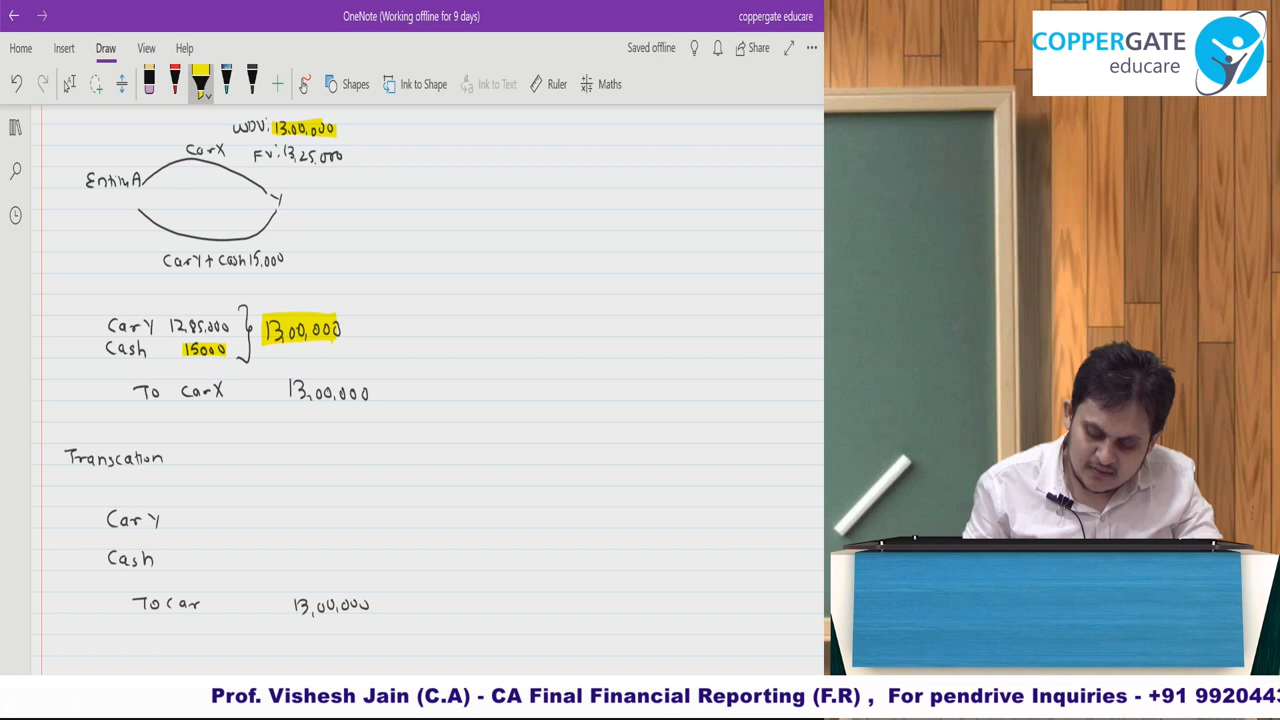 OneNote (Working offline for 9 days)
coppergate educare
Home Insert Draw View Help
Saved offline
Share
Shapes
Ink to Shape
Ink to Text
Ruler
Maths
COPPERGATE
educare
WDV: 13,00,000
Car X
FV: 13,25,000
Entity A
Y
Car Y + Cash 15,000
Car Y 12,85,000
13,00,000
Cash 15000
To Car X 13,00,000
Transcation
Car Y
Cash
To Car 13,00,000
Prof. Vishesh Jain (C.A) - CA Final Financial Reporting (F.R) , For pendrive Inquiries - +91 9920443